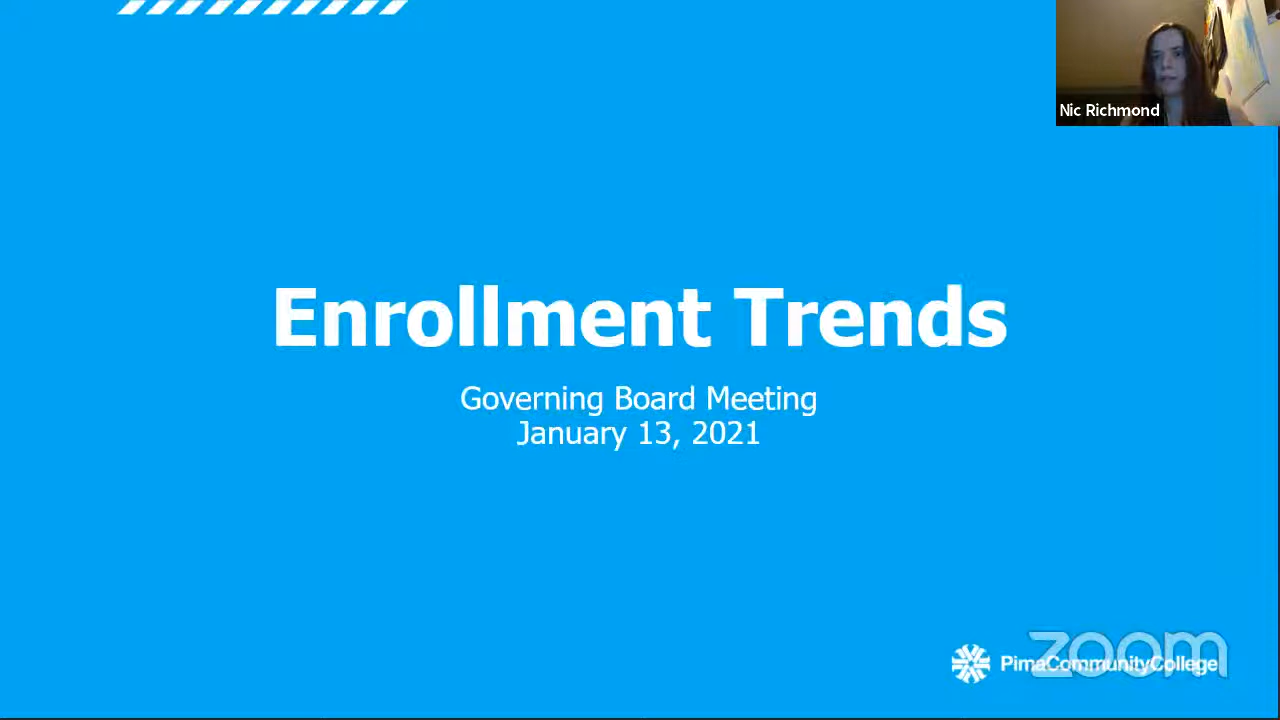 Nic Richmond
Enrollment Trends
Governing Board Meeting
January 13, 2021
zoom
PimaCommunityCollege